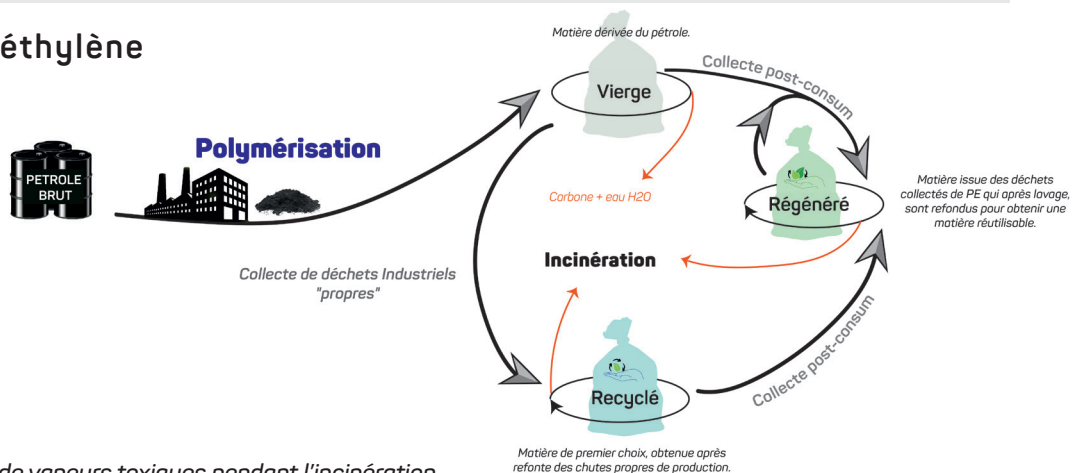 éthylène
Matière dérivée du pétrole.
Vierge
Collecte post-consum
Polymérisation
PETROLE
BRUT
Carbone + eau H2O
Régénéré
Matière issue des déchets
collectés de PE qui après lavage,
sont refondus pour obtenir une
matière réutilisable.
Incinération
Collecte de déchets Industriels
"propres"
Recyclé
Collecte post-consum
Matière de premier choix, obtenue après
refonte des chutes propres de production.
de vapeurs toxiques pendant l'incinération